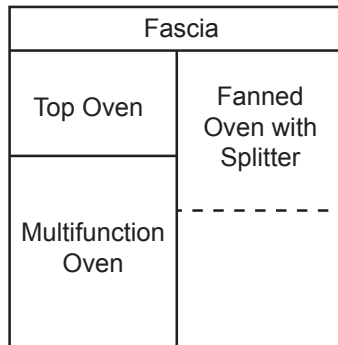 Fascia
Top Oven
Fanned
Oven with
Splitter
Multifunction
Oven